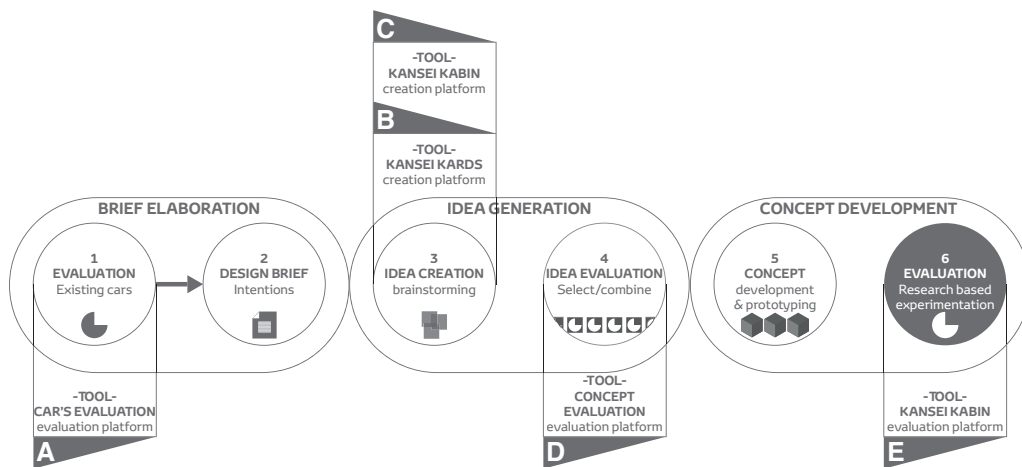 C
-TOOL-
KANSEI KABIN
creation platform
B
-TOOL-
KANSEI KARDS
creation platform
BRIEF ELABORATION
IDEA GENERATION
CONCEPT DEVELOPMENT
1
EVALUATION
Existing cars
2
DESIGN BRIEF
Intentions
3
IDEA CREATION
brainstorming
4
IDEA EVALUATION
Select/combine
5
CONCEPT
development
& prototyping
6
EVALUATION
Research based
experimentation
-TOOL-
CAR'S EVALUATION
evaluation platform
A
-TOOL-
CONCEPT
EVALUATION
evaluation platform
D
-TOOL-
KANSEI KABIN
evaluation platform
E